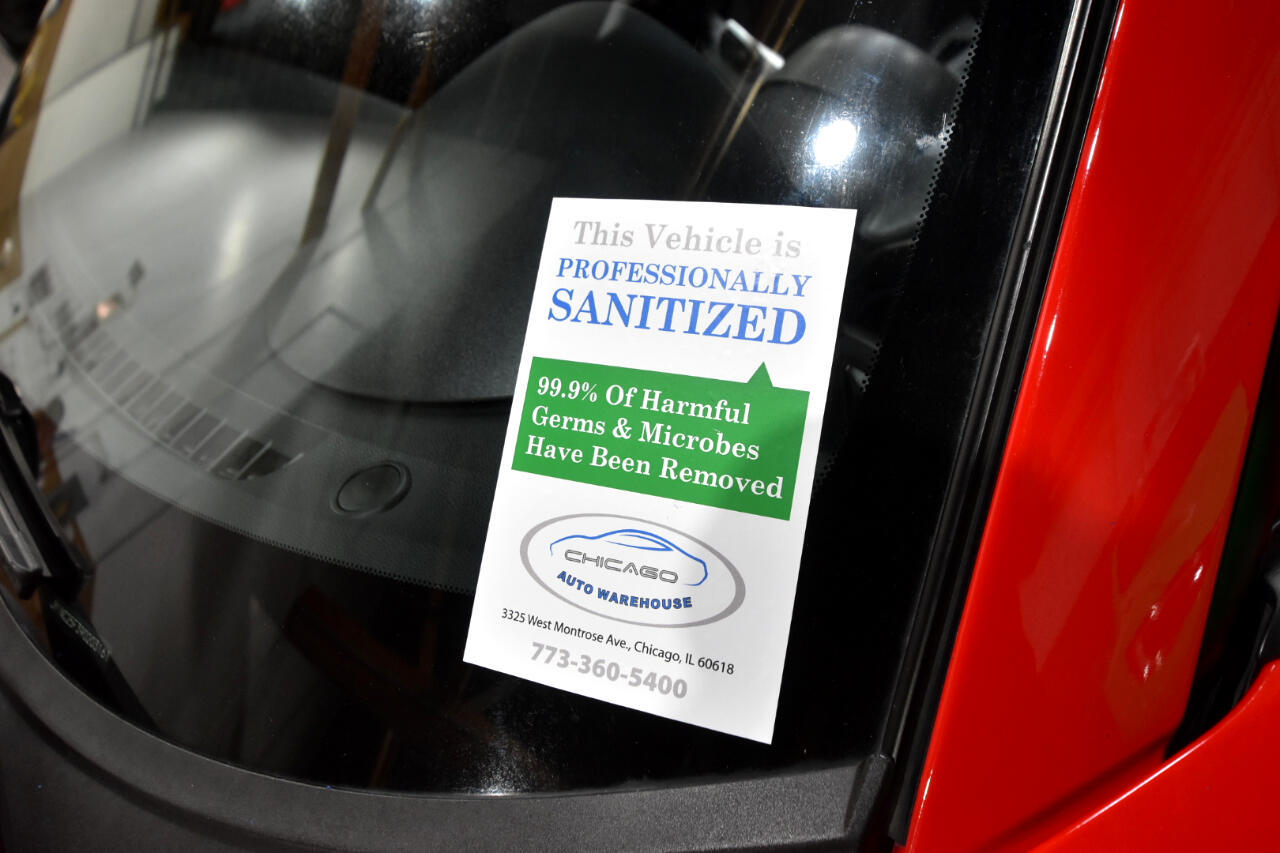 This Vehicle is
PROFESSIONALLY
SANITIZED
99.9% Of Harmful
Germs & Microbes
Have Been Removed
CHICAGO
AUTO WAREHOUSE
3325 West Montrose Ave., Chicago, IL 60618
773-360-5400